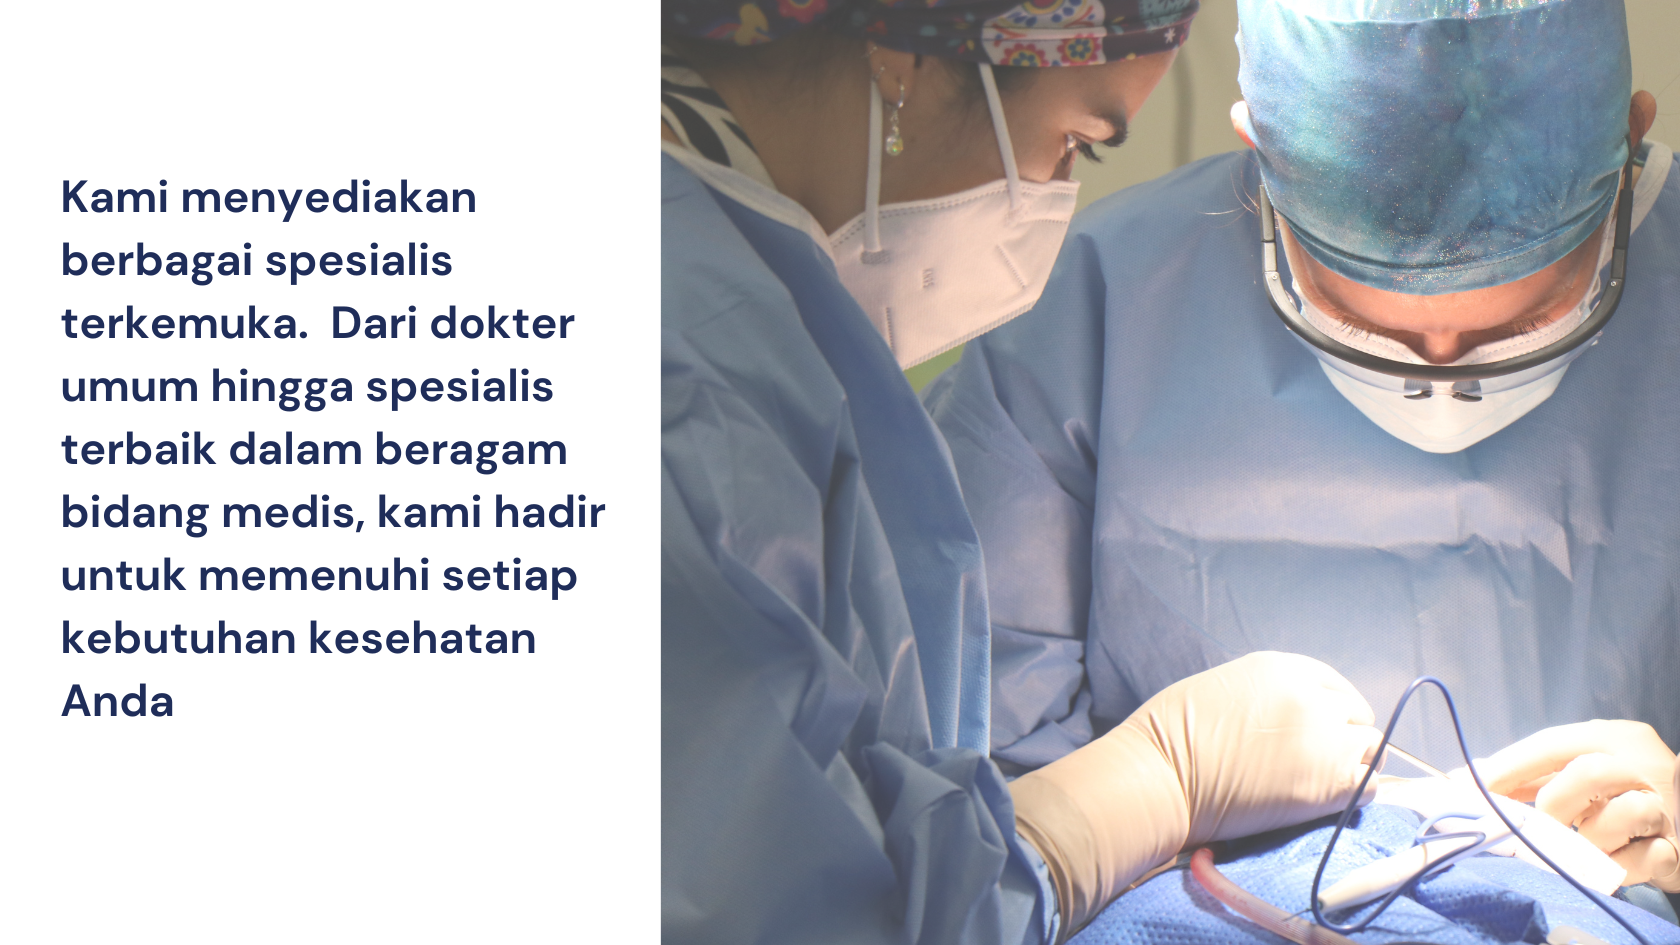 Kami menyediakan
berbagai spesialis
terkemuka.  Dari dokter
umum hingga spesialis
terbaik dalam beragam
bidang medis, kami hadir
untuk memenuhi setiap
kebutuhan kesehatan
Anda